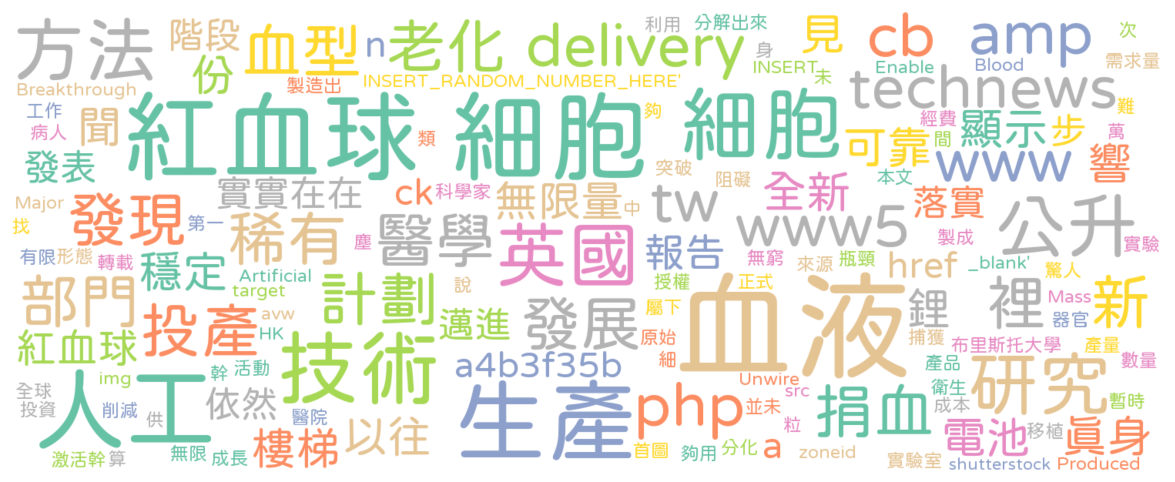 方法
階段
血型
n
老化
delivery
利用
分解出來
身
見
cb
amp
次
需求量
Breakthrough
份
製造出
INSERT_RANDOM_NUMBER_HERE'
INSERT
未
Enable
Blood
technews
工作
病人
聞
紅血球
類
細胞
夠
細胞
可靠
經費
間
顯示
步
萬
難
發表
實實在在
ck
科學家
突破
阻礙
本文
www
響
Major
找
發現
第一
稀有
塵
醫學
無限量
中
tw
全新
www5
落實
製成
公升
實驗
有限
形態
轉載
穩定
Artificial
target
英國
報告
無窮
來源
瓶頸
href
_blank'
驚人
部門
投產
avw
HK
計劃
說
邁進
發展
授權
屬下
正式
血液
鋰
裡
Mass
器官
新
紅血球
img
幹
活動
技術
a4b3f35b
原始
細
捕獲
布里斯托大學
產量
產品
數量
全球
投資
人工
削減
供
依然
醫院
生產
php
Unwire
src
並未
粒
捐血
衛生
成本
研究
暫時
激活幹
算
無限
成長
樓梯
以往
首圖
夠用
分化
a
zoneid
實驗室
電池
移植
真身
shutterstock
Produced